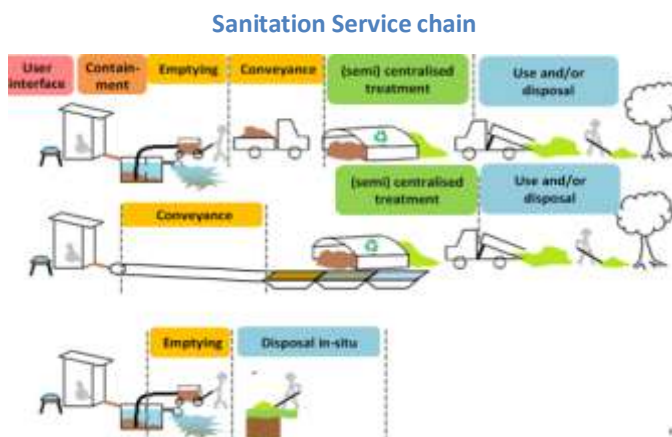 Sanitation Service chain
User
interface
Contain-
ment
Emptying
Conveyance
(semi) centralised
treatment
Use and/or
disposal
Conveyance
(semi) centralised
treatment
Use and/or
disposal
Emptying
Disposal in-situ